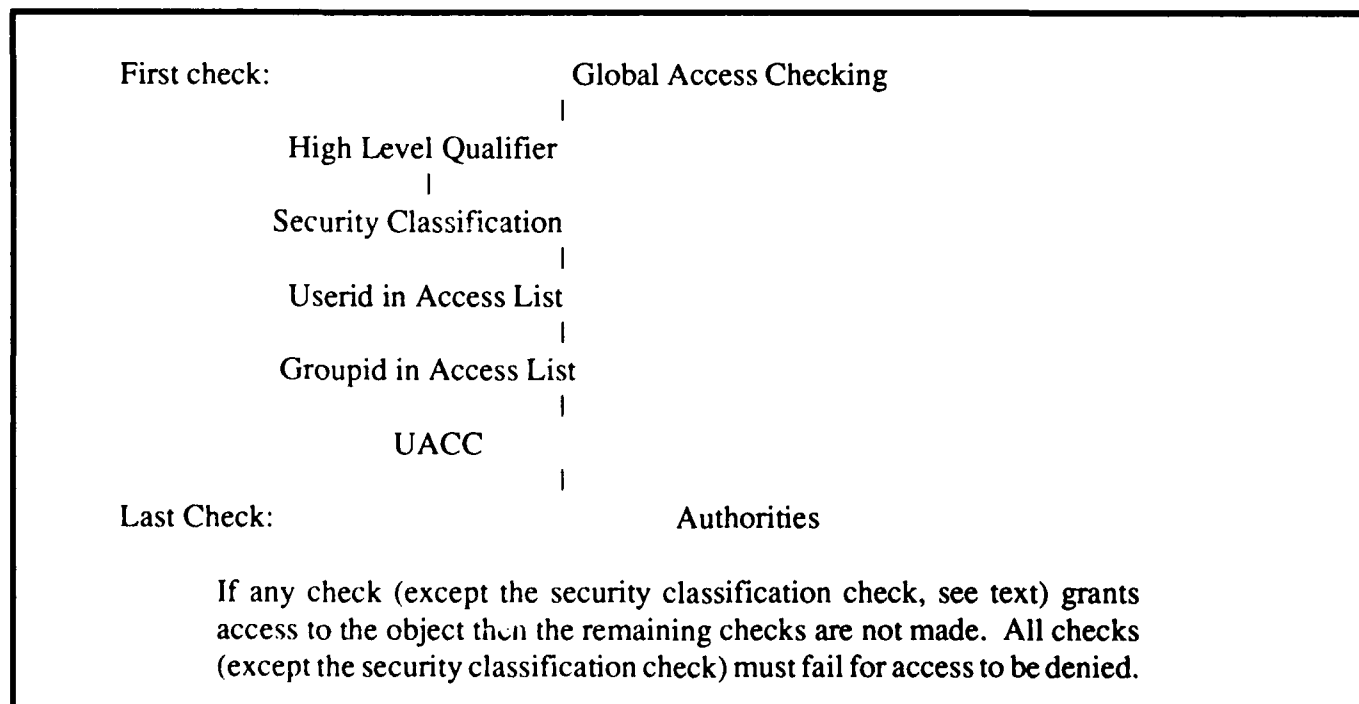 First check: Global Access Checking
|
High Level Qualifier
|
Security Classification
|
Userid in Access List
|
Groupid in Access List
|
UACC
|
Last Check: Authorities
If any check (except the security classification check, see text) grants
access to the object then the remaining checks are not made. All checks
(except the security classification check) must fail for access to be denied.